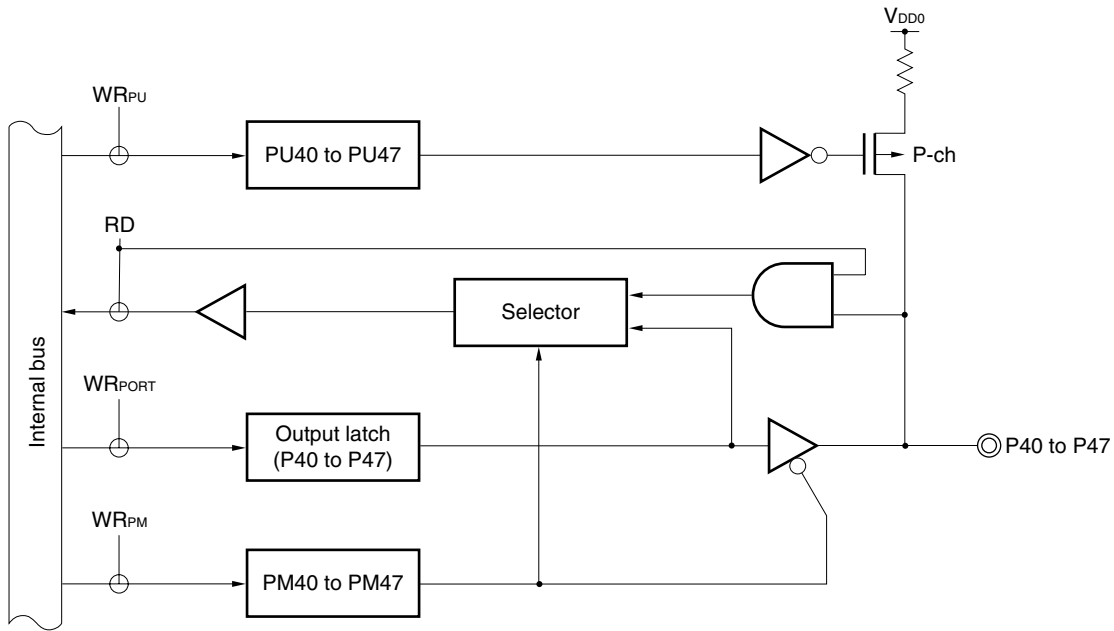 VDD0
WRPU
PU40 to PU47
P-ch
RD
Selector
Internal bus
WRPORT
Output latch
(P40 to P47)
P40 to P47
WRPM
PM40 to PM47